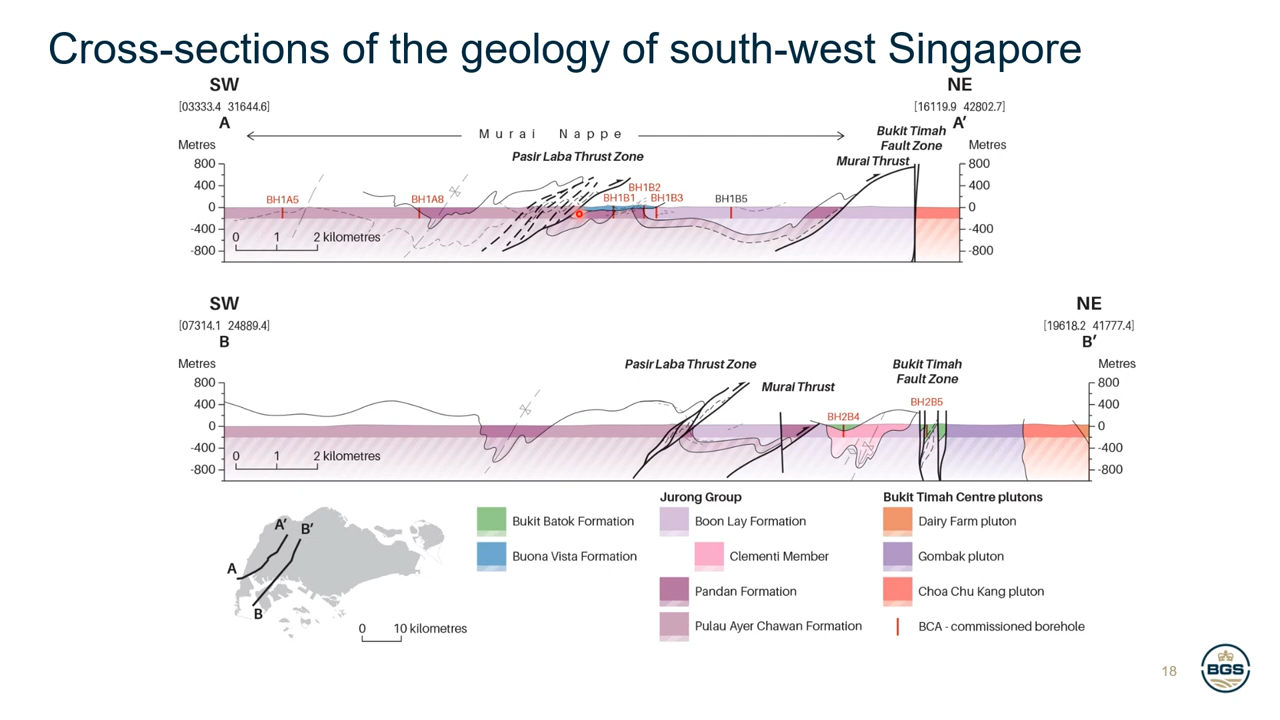 Cross-sections of the geology of south-west Singapore
SW
NE
[03333.4 31644.6]
[16119.9 42802.7]
A
A'
Murai Nappe
Bukit Timah
Fault Zone
Metres
Metres
Pasir Laba Thrust Zone
Murai Thrust
800
800
400
400
0
0
-400
-400
-800
-800
BH1A5
BH1A8
BH1B1
BH1B2
BH1B3
BH1B5
0 1 2 kilometres
SW
NE
[07314.1 24889.4]
[19618.2 41777.4]
B
B'
Metres
Metres
Pasir Laba Thrust Zone
Murai Thrust
Bukit Timah
Fault Zone
800
800
400
400
0
0
-400
-400
-800
-800
BH2B4
BH2B5
0 1 2 kilometres
A'
B'
A
B
0 10 kilometres
Bukit Batok Formation
Buona Vista Formation
Jurong Group
Boon Lay Formation
Clementi Member
Pandan Formation
Pulau Ayer Chawan Formation
Bukit Timah Centre plutons
Dairy Farm pluton
Gombak pluton
Choa Chu Kang pluton
BCA - commissioned borehole
18
BGS